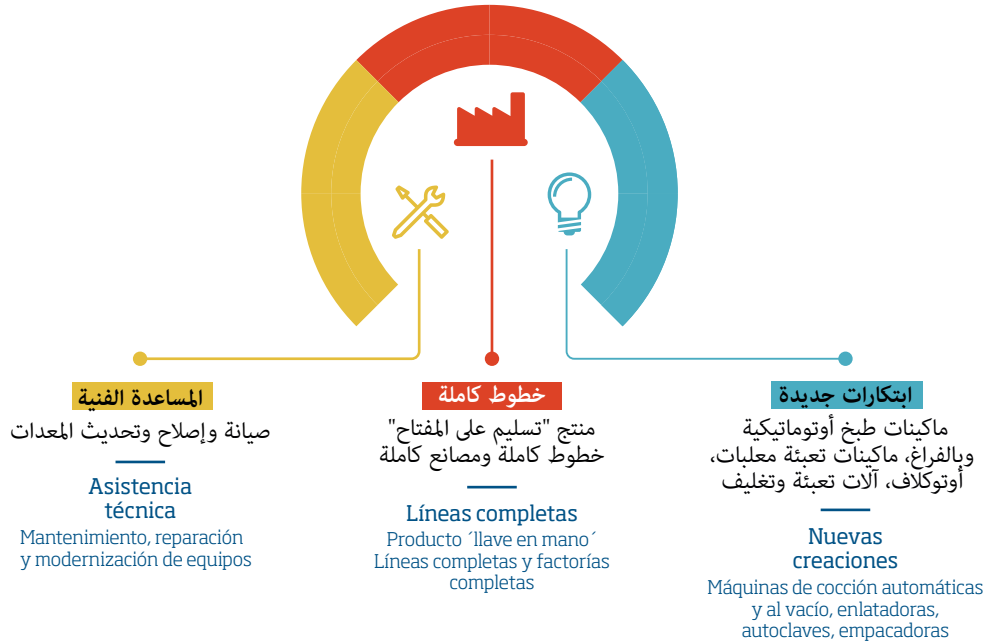 المساعدة الفنية
صيانة وإصلاح وتحديث المعدات
Asistencia
técnica
Mantenimiento, reparación
y modernización de equipos
خطوط كاملة
منتج "تسليم على المفتاح"
خطوط كاملة ومصانع كاملة
Líneas completas
Producto ´llave en mano´
Líneas completas y factorías
completas
ابتكارات جديدة
ماكينات طبخ أوتوماتيكية
وبالفراغ، ماكينات تعبئة معلبات،
أوتوكلاف، آلات تعبئة وتغليف
Nuevas
creaciones
Máquinas de cocción automáticas
y al vacío, enlatadoras,
autoclaves, empacadoras